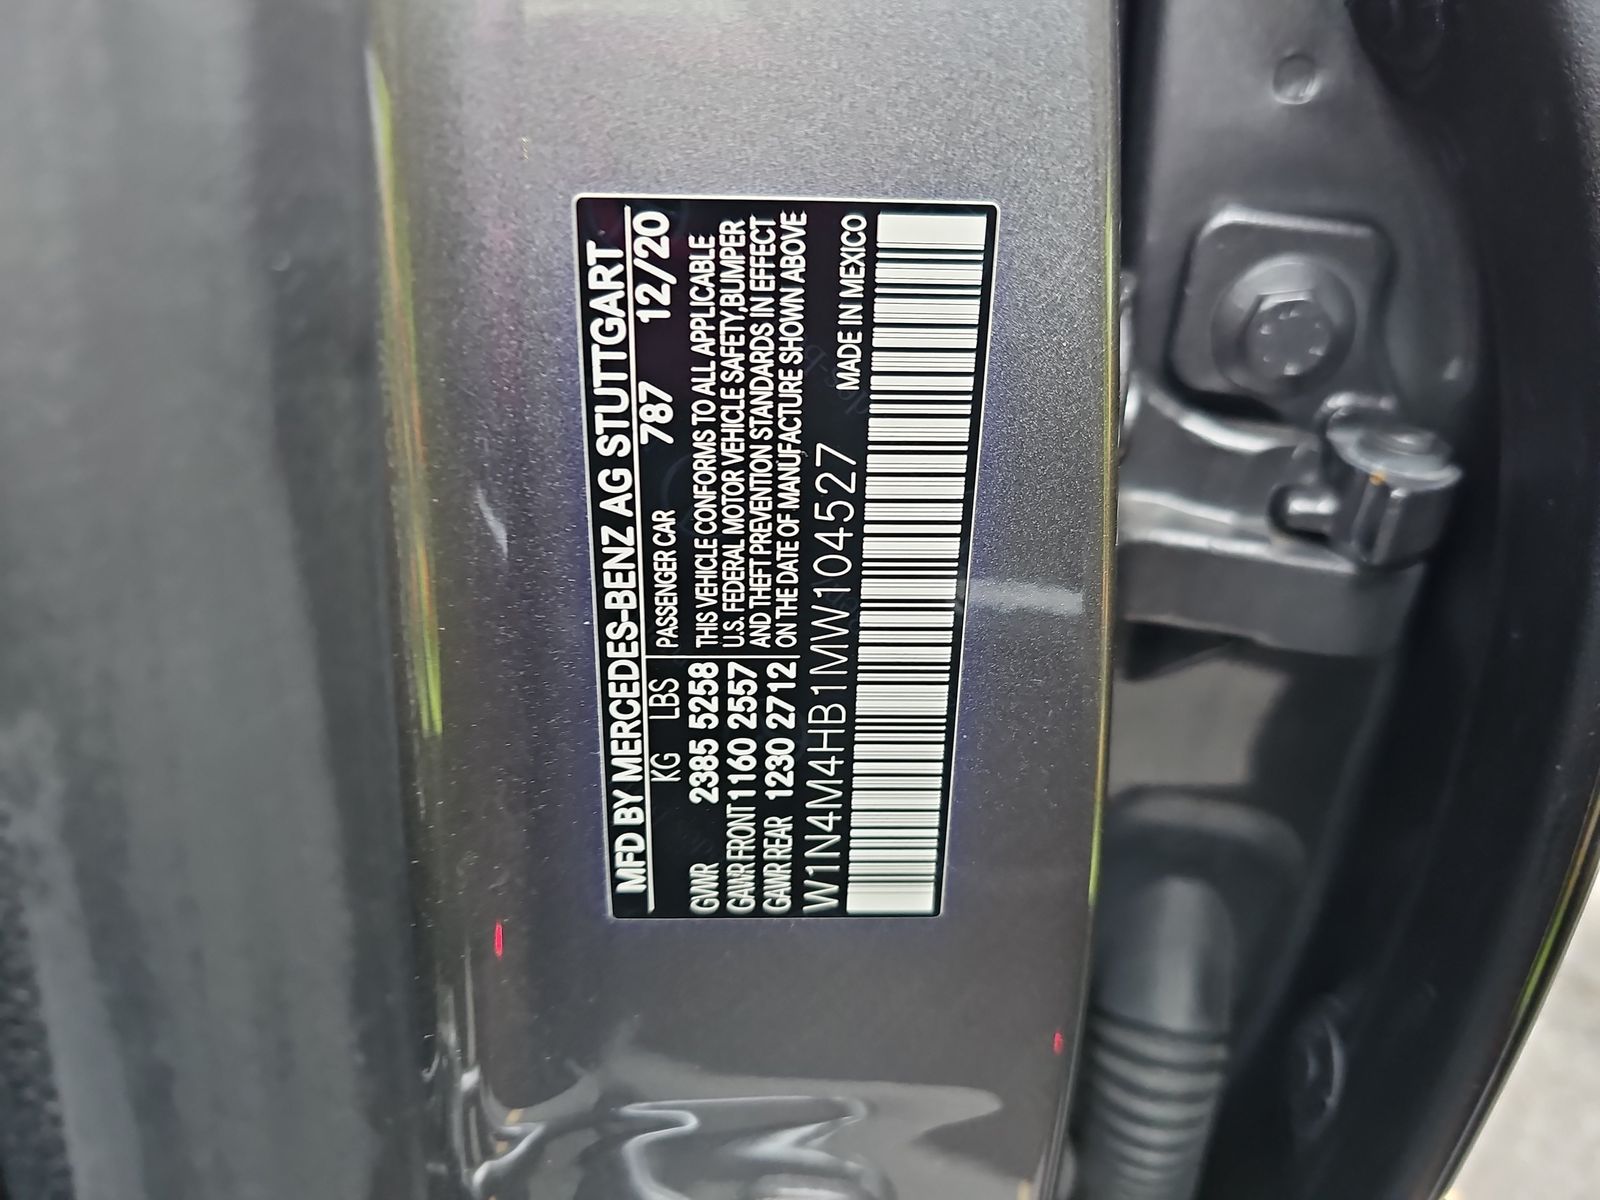 MFD BY MERCEDES-BENZ AG STUTTGART
KG LBS PASSENGER CAR 787 12/20
GVWR 2385 5258 THIS VEHICLE CONFORMS TO ALL APPLICABLE
GAWR FRONT 1160 2557 U.S. FEDERAL MOTOR VEHICLE SAFETY,BUMPER
AND THEFT PREVENTION STANDARDS IN EFFECT
GAWR REAR 1230 2712 ON THE DATE OF MANUFACTURE SHOWN ABOVE
W1N4M4HB1MW104527 MADE IN MEXICO